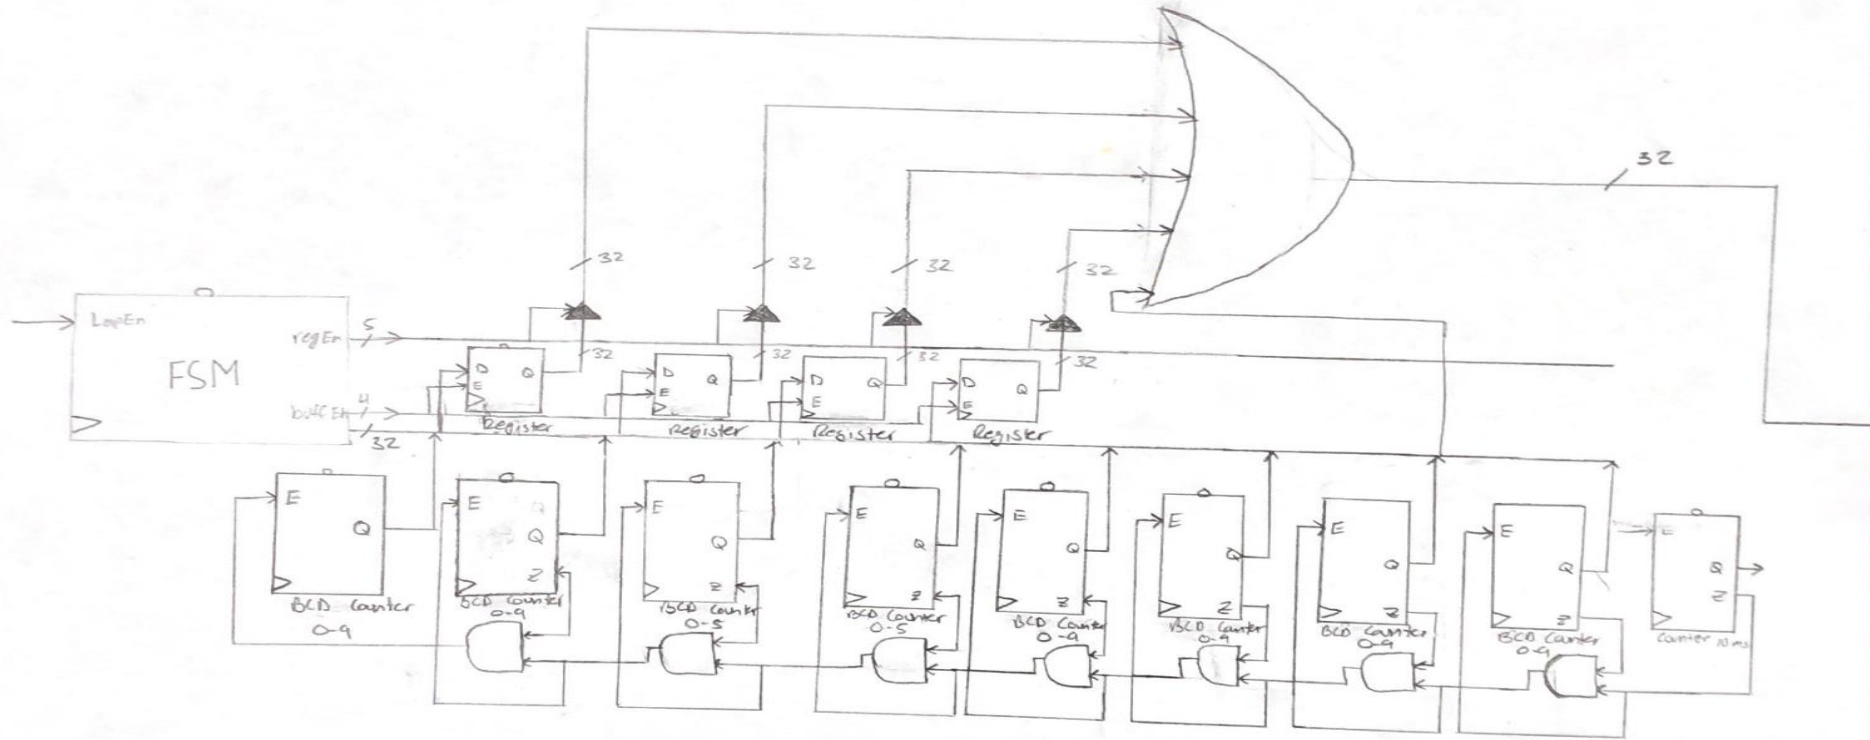 32
32
32
32
32
LapEn
regEn
5
FSM
buffEn
4
32
D
Q
E
32
Register
D
Q
E
32
Register
D
Q
E
32
Register
D
Q
E
32
Register
E
Q
BCD Counter
0-9
E
Q
Z
BCD Counter
0-9
E
Q
Z
BCD Counter
0-5
E
Q
Z
BCD Counter
0-5
E
Q
Z
BCD Counter
0-9
E
Q
Z
BCD Counter
0-9
E
Q
Z
BCD Counter
0-9
E
Q
Z
BCD Counter
0-9
E
Q
Z
Counter 10 ms